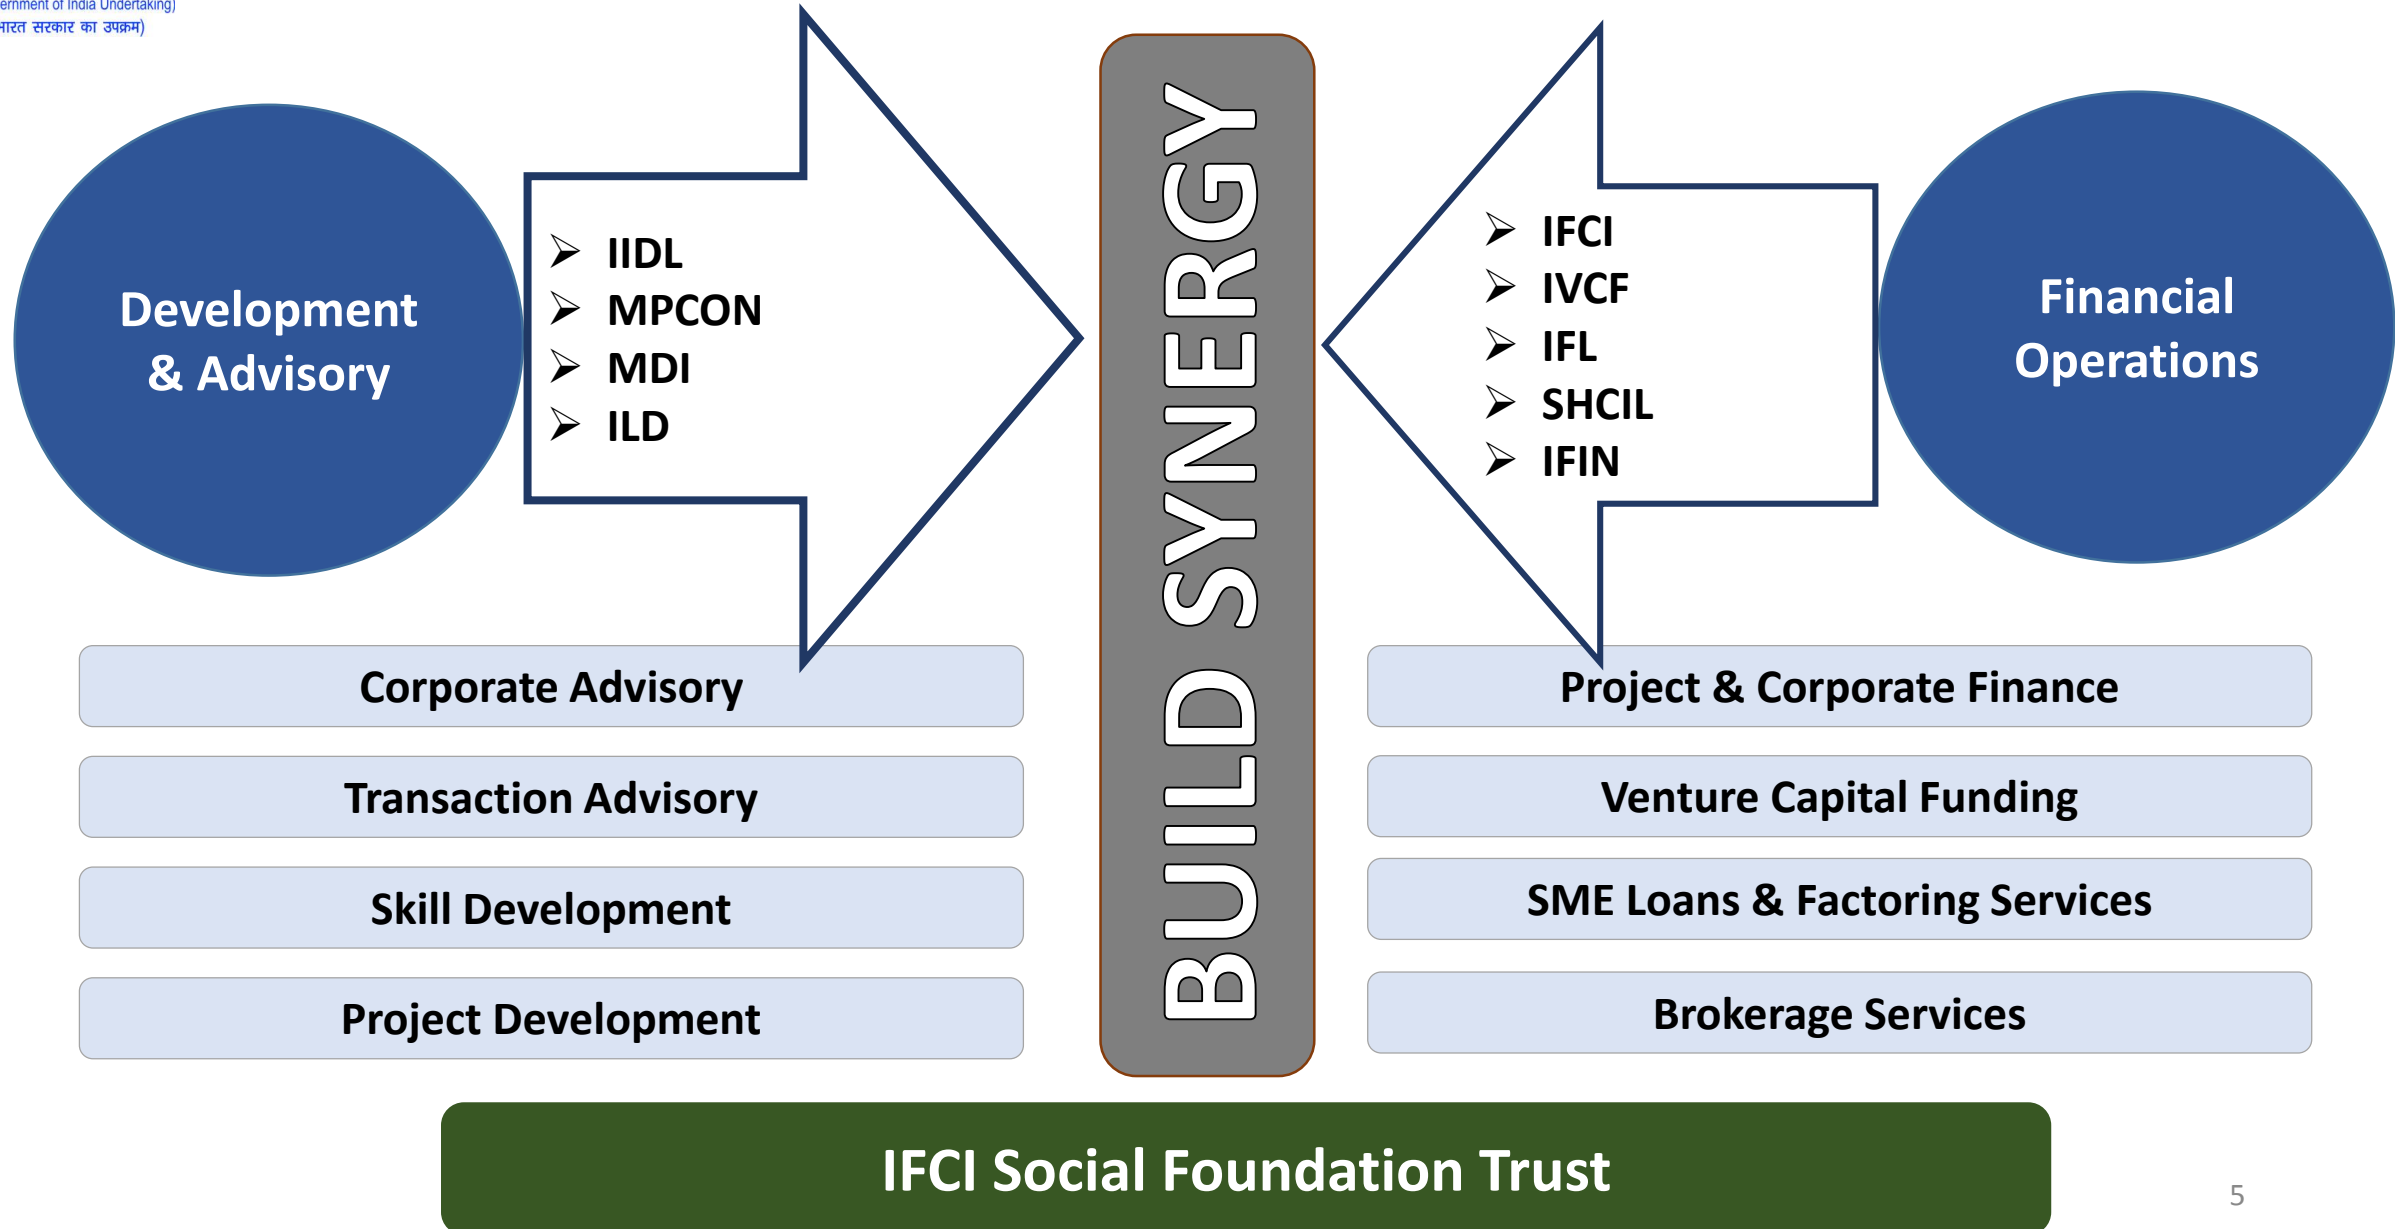 Government of India Undertaking)
भारत सरकार का उपक्रम)
Development
& Advisory
IIDL
MPCON
MDI
ILD
BUILD SYNERGY
IFCI
IVCF
IFL
SHCIL
IFIN
Financial
Operations
Corporate Advisory
Transaction Advisory
Skill Development
Project Development
Project & Corporate Finance
Venture Capital Funding
SME Loans & Factoring Services
Brokerage Services
IFCI Social Foundation Trust
5